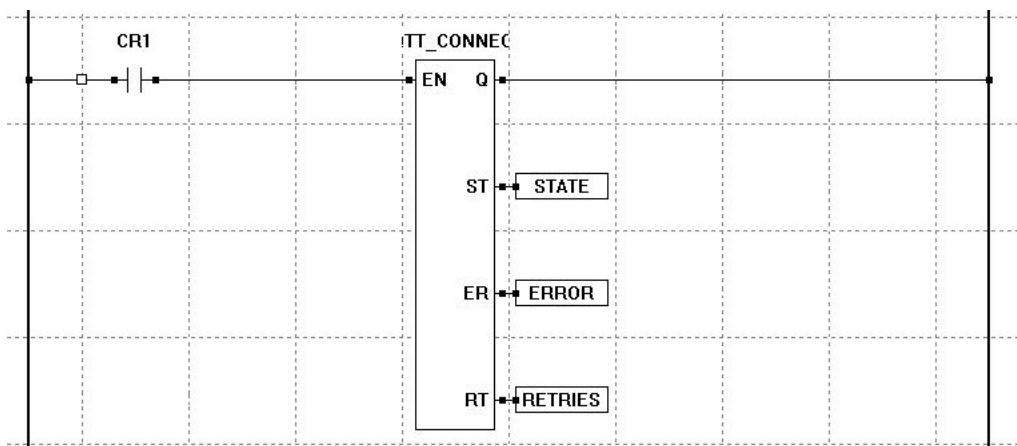 CR1
TT_CONNEC
EN Q
ST STATE
ER ERROR
RT RETRIES